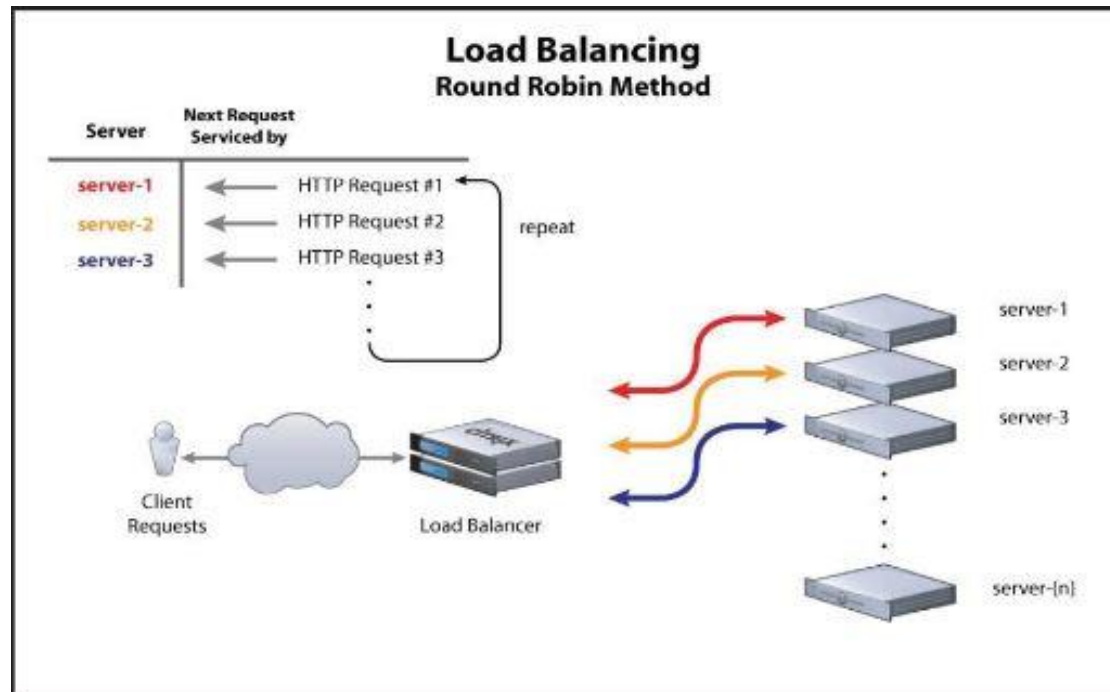 Load Balancing
Round Robin Method
Server
Next Request
Serviced by
server-1
HTTP Request #1
server-2
HTTP Request #2
server-3
HTTP Request #3
repeat
server-1
server-2
server-3
citrix
Client
Requests
Load Balancer
server-{n}